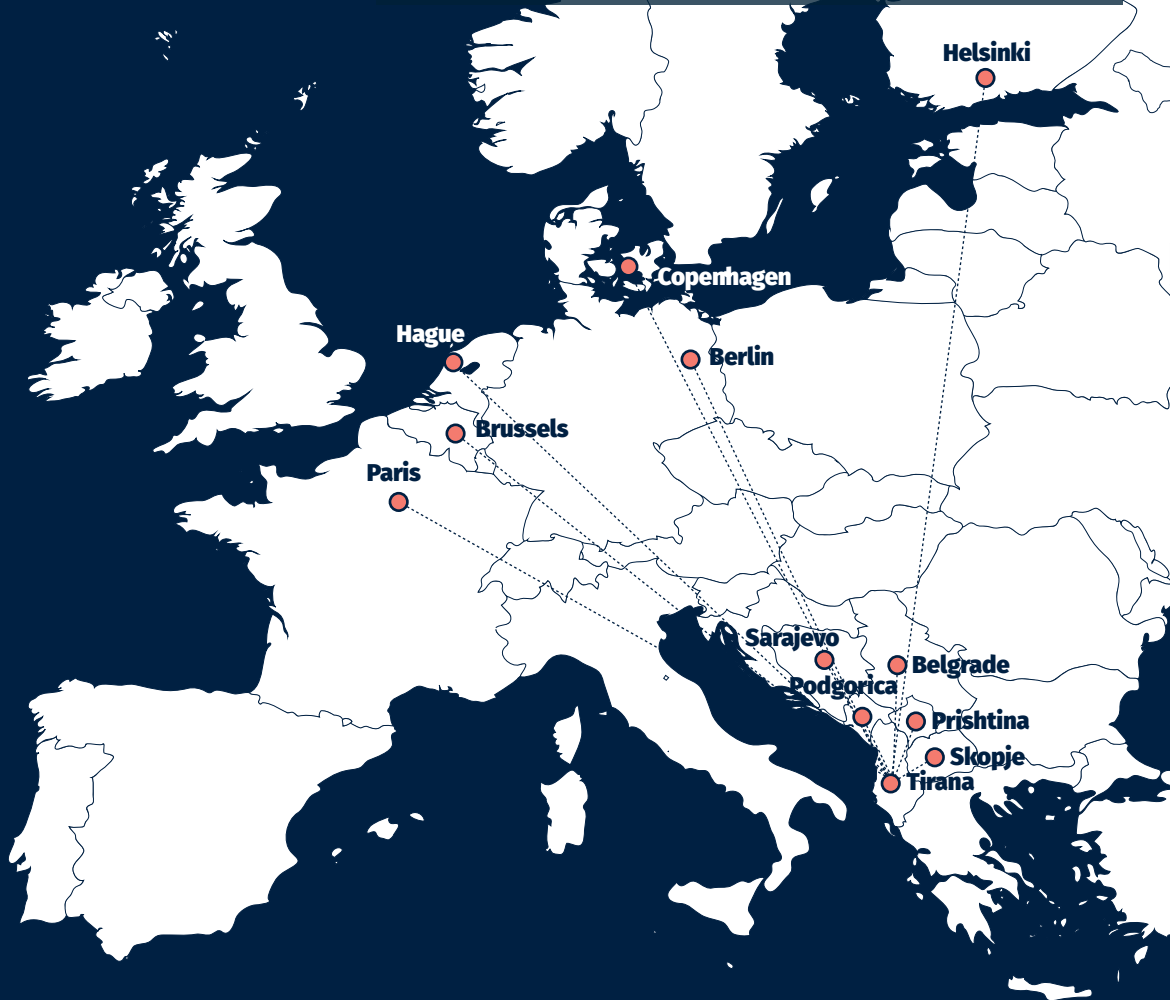 Helsinki
Copenhagen
Hague
Berlin
Brussels
Paris
Sarajevo
Belgrade
Podgorica
Prishtina
Skopje
Tirana